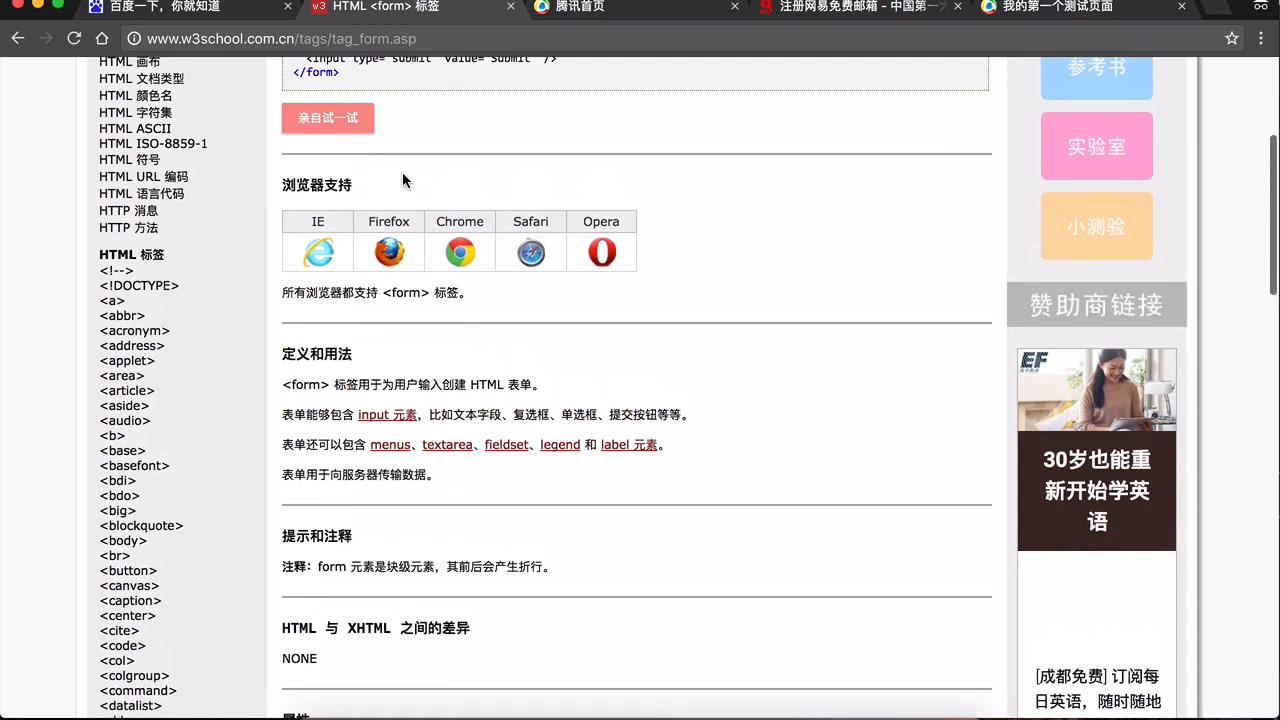 百度一下，你就知道
HTML <form> 标签
腾讯首页
注册网易免费邮箱 - 中国第一
我的第一个测试页面
www.w3school.com.cn/tags/tag_form.asp
HTML 画布
HTML 文档类型
HTML 颜色名
HTML 字符集
HTML ASCII
HTML ISO-8859-1
HTML 符号
HTML URL 编码
HTML 语言代码
HTTP 消息
HTTP 方法
HTML 标签
<!-->
<!DOCTYPE>
<a>
<abbr>
<acronym>
<address>
<applet>
<area>
<article>
<aside>
<audio>
<b>
<base>
<basefont>
<bdi>
<bdo>
<big>
<blockquote>
<body>
<br>
<button>
<canvas>
<caption>
<center>
<cite>
<code>
<col>
<colgroup>
<command>
<datalist>
<input type="submit" value="Submit" />
</form>
亲自试一试
浏览器支持
IE Firefox Chrome Safari Opera
所有浏览器都支持 <form> 标签。
定义和用法
<form> 标签用于为用户输入创建 HTML 表单。
表单能够包含 input 元素，比如文本字段、复选框、单选框、提交按钮等等。
表单还可以包含 menus、textarea、fieldset、legend 和 label 元素。
表单用于向服务器传输数据。
提示和注释
注释：form 元素是块级元素，其前后会产生折行。
HTML 与 XHTML 之间的差异
NONE
属性
参考书
实验室
小测验
赞助商链接
EF
30岁也能重
新开始学英
语
[成都免费] 订阅每
日英语，随时随地